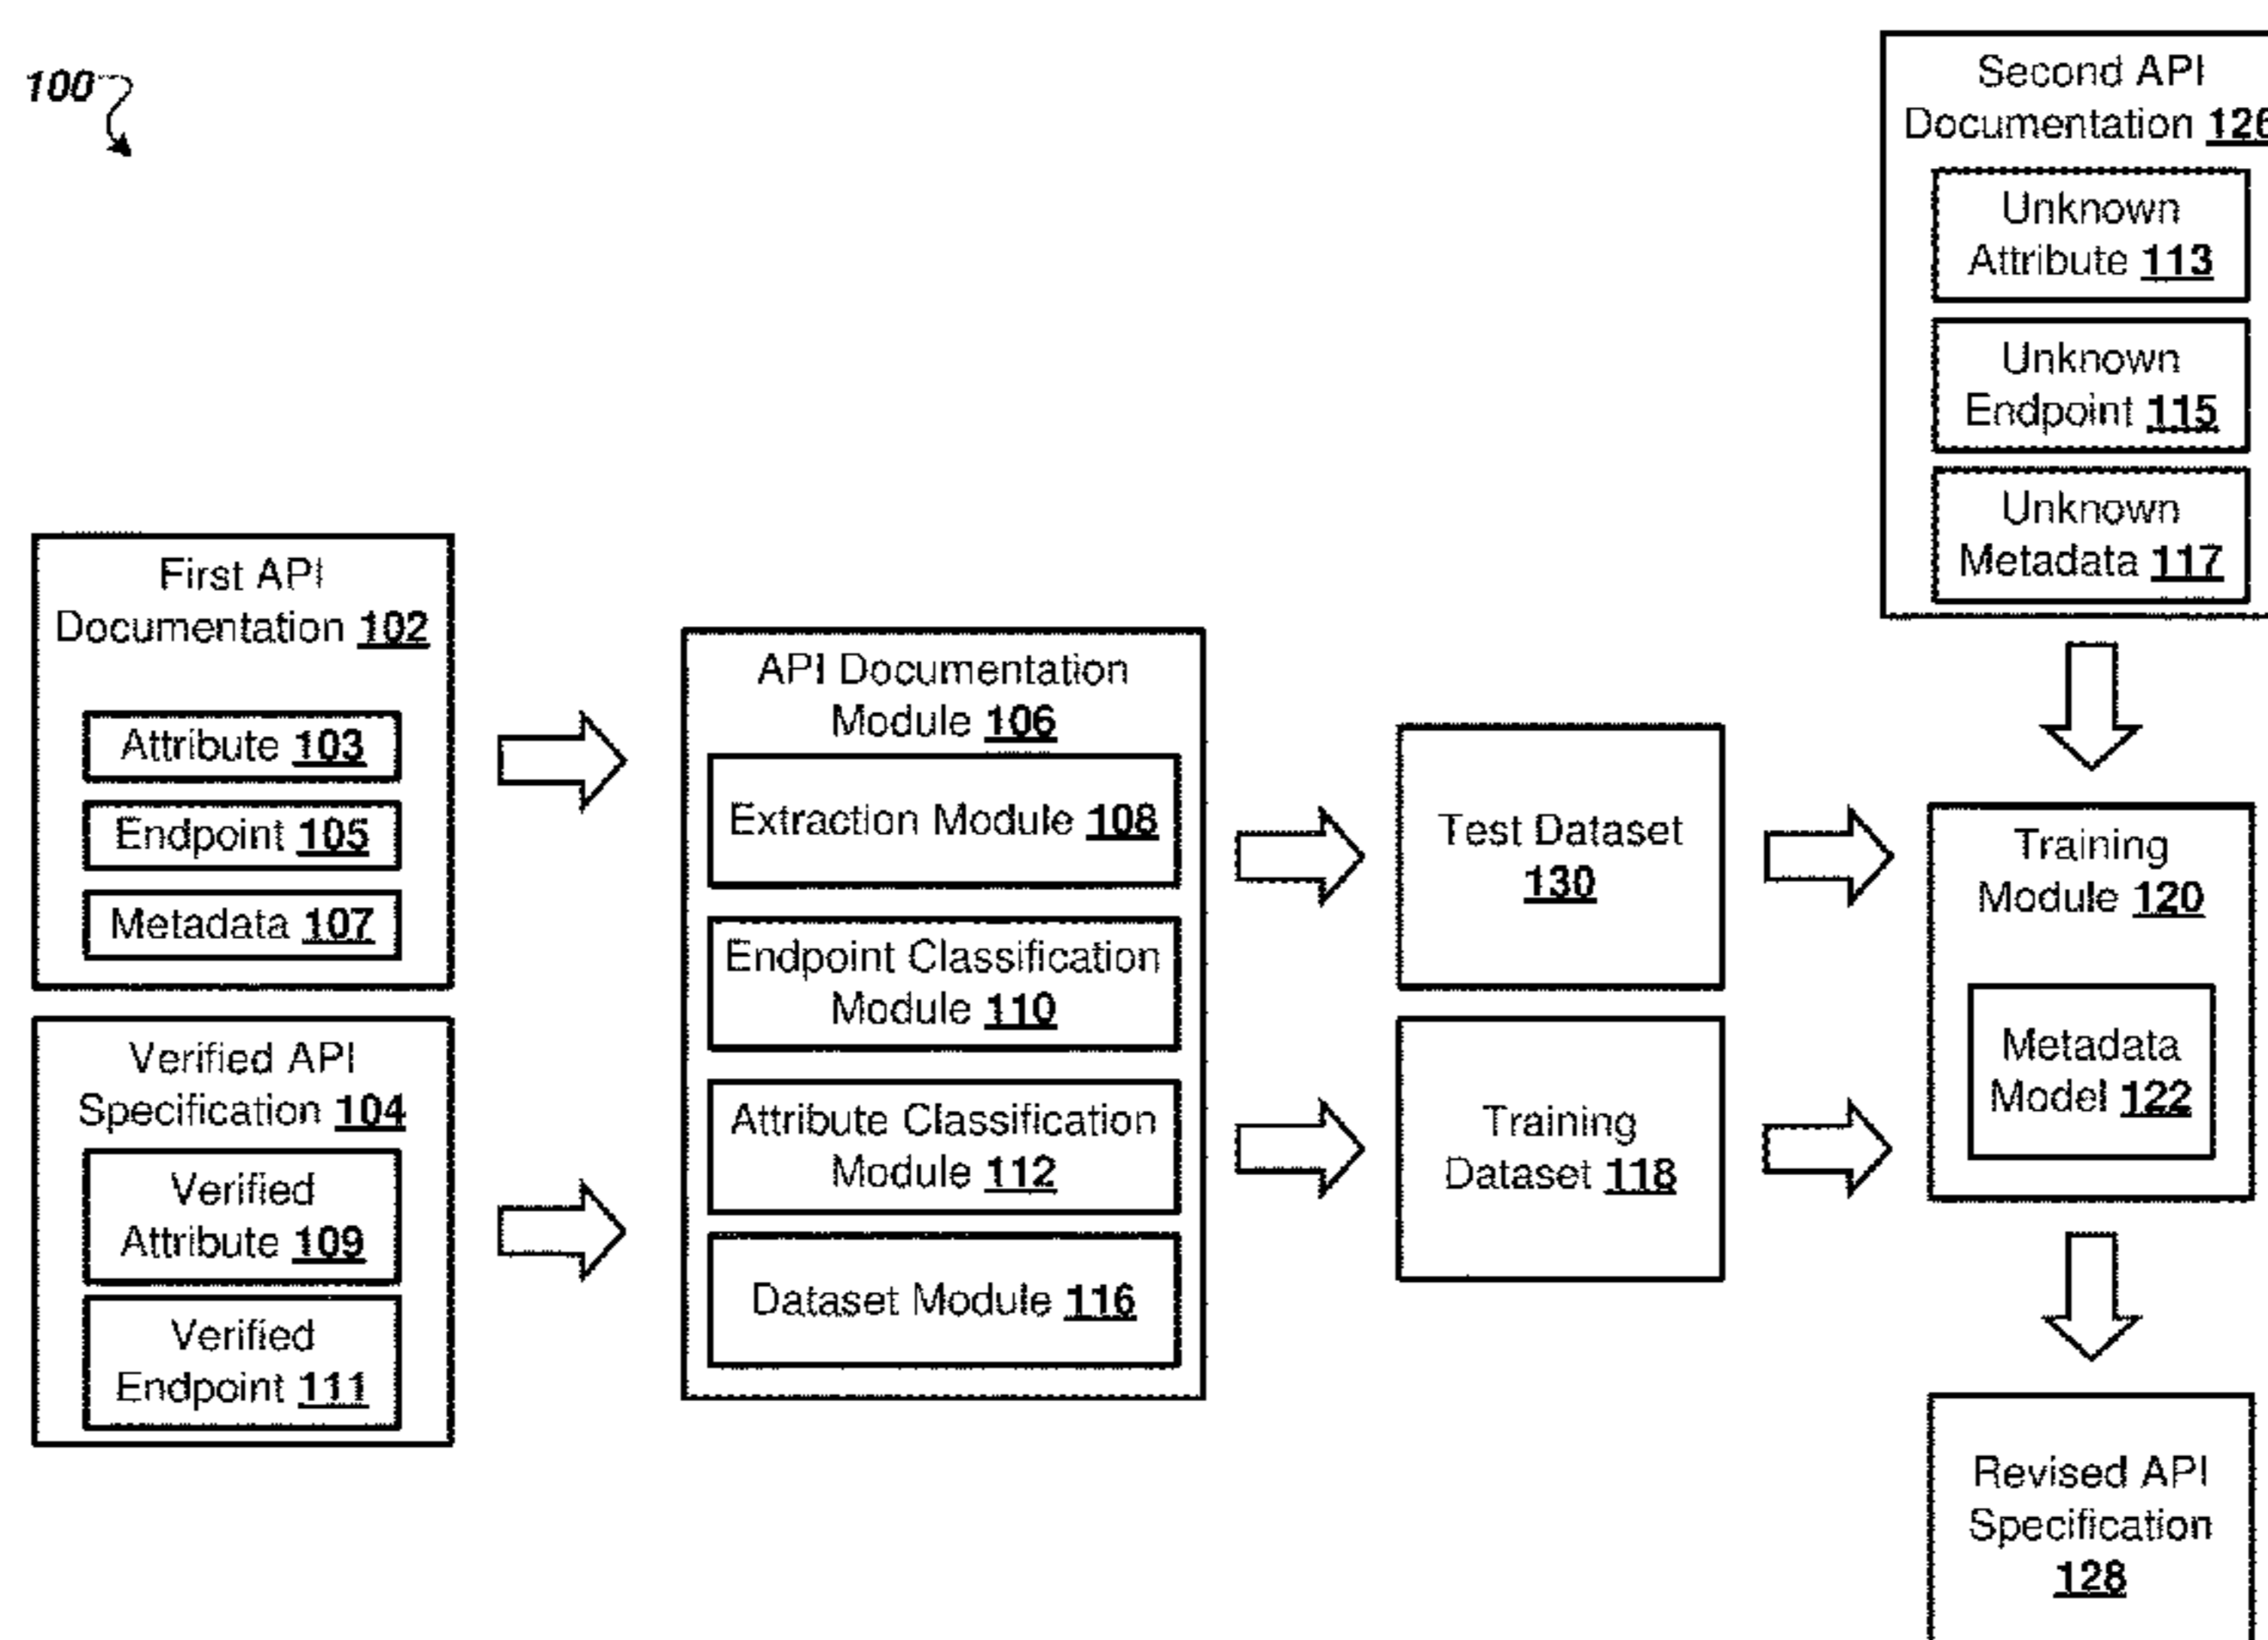 100
First API
Documentation 102
Attribute 103
Endpoint 105
Metadata 107
Verified API
Specification 104
Verified
Attribute 109
Verified
Endpoint 111
API Documentation
Module 106
Extraction Module 108
Endpoint Classification
Module 110
Attribute Classification
Module 112
Dataset Module 116
Test Dataset
130
Training
Dataset 118
Second API
Documentation 126
Unknown
Attribute 113
Unknown
Endpoint 115
Unknown
Metadata 117
Training
Module 120
Metadata
Model 122
Revised API
Specification
128